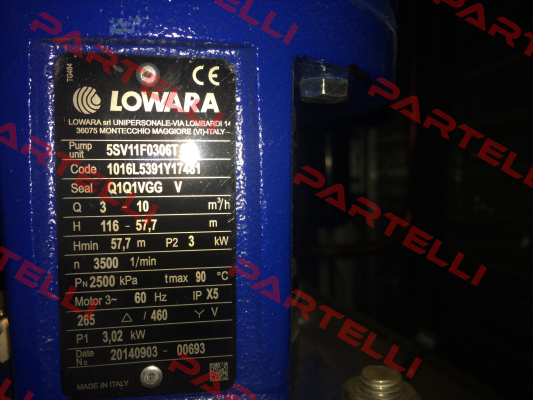 TG484
CE
LOWARA
LOWARA srl UNIPERSONALE-VIA LOMBARDI 14
36075 MONTECCHIO MAGGIORE (VI)-ITALY
Pump unit 5SV11F0306T
Code 1016L5391Y17481
Seal Q1Q1VGG V
Q 3 10 m³/h
H 116 - 57,7 m
Hmin 57,7 m P2 3 kW
n 3500 1/min
PN 2500 kPa tmax 90 °C
Motor 3~ 60 Hz IP X5
265 △ / 460 Y V
P1 3,02 kW
Date No 20140903 - 00693
MADE IN ITALY
PARTELLI
PARTELLI
PARTELLI
PARTELLI
PARTELLI